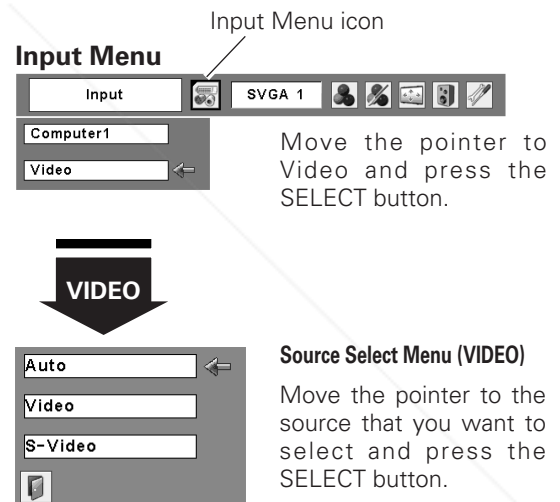 Input Menu icon
Input Menu
Input
SVGA 1
Computer1
Video
Move the pointer to
Video and press the
SELECT button.
VIDEO
Auto
Video
S-Video
Source Select Menu (VIDEO)
Move the pointer to the
source that you want to
select and press the
SELECT button.